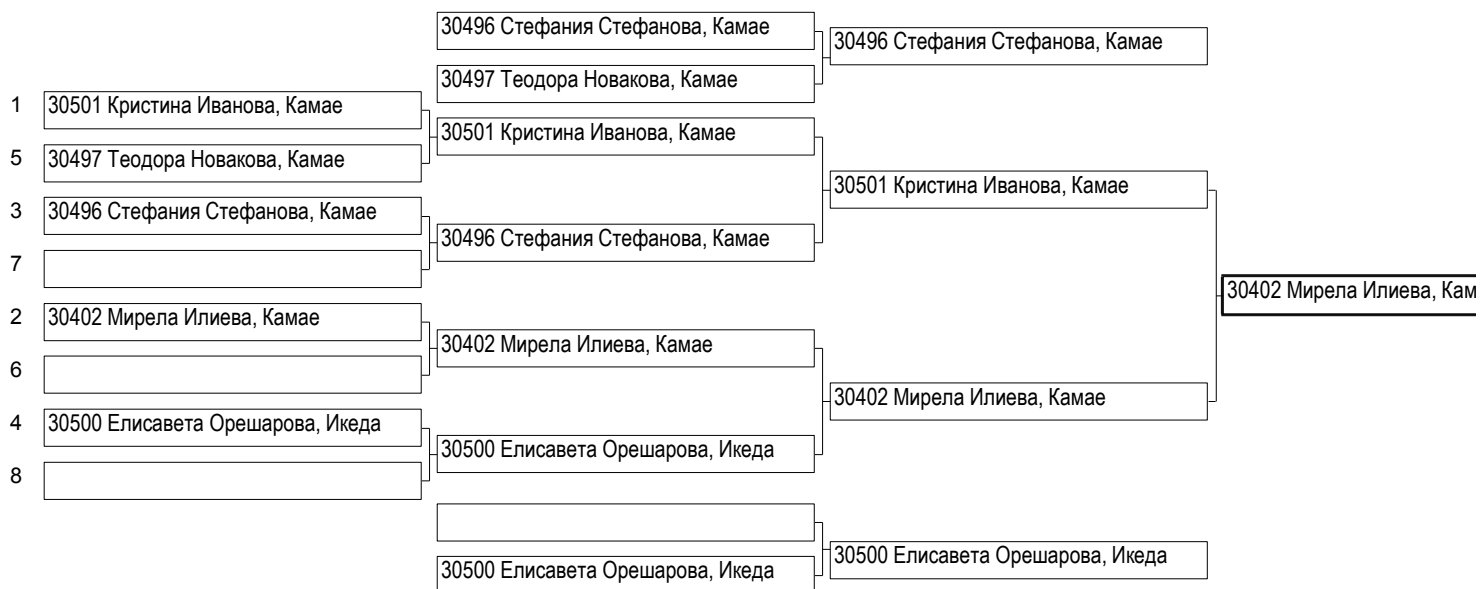 30496 Стефания Стефанова, Камае
30496 Стефания Стефанова, Камае
30497 Теодора Новакова, Камае
1 30501 Кристина Иванова, Камае
30501 Кристина Иванова, Камае
5 30497 Теодора Новакова, Камае
30501 Кристина Иванова, Камае
3 30496 Стефания Стефанова, Камае
30496 Стефания Стефанова, Камае
7
30402 Мирела Илиева, Кам
2 30402 Мирела Илиева, Камае
30402 Мирела Илиева, Камае
6
30402 Мирела Илиева, Камае
4 30500 Елисавета Орешарова, Икеда
30500 Елисавета Орешарова, Икеда
8
30500 Елисавета Орешарова, Икеда
30500 Елисавета Орешарова, Икеда